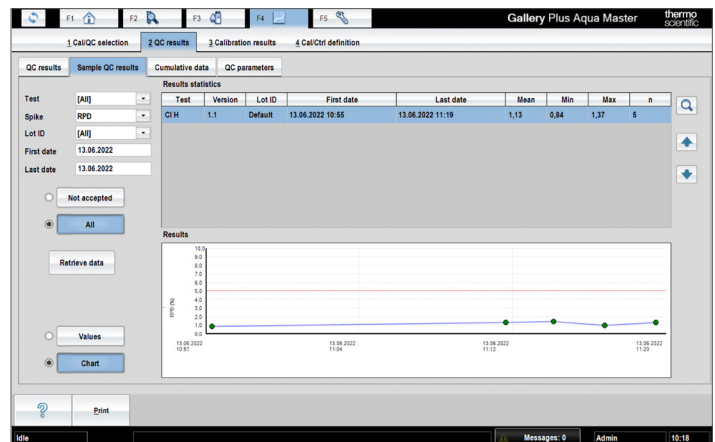 F1 F2 F3 F4 F5 Gallery Plus Aqua Master thermo scientific
1 Cal/QC selection 2 QC results 3 Calibration results 4 Cal/Ctrl definition
QC results Sample QC results Cumulative data QC parameters
Results statistics
Test [All]
Spike RPD
Lot ID [All]
First date 13.06.2022
Last date 13.06.2022
Not accepted
All
Retrieve data
Values
Chart
Test Version Lot ID First date Last date Mean Min Max n
Cl H 1.1 Default 13.06.2022 10:55 13.06.2022 11:19 1,13 0,84 1,37 5
Results
RPD (%)
10,0
9,0
8,0
7,0
6,0
5,0
4,0
3,0
2,0
1,0
0,0
13.06.2022 13.06.2022 13.06.2022 13.06.2022
10:57 11:04 11:12 11:20
? Print
Idle Messages: 0 Admin 10:18